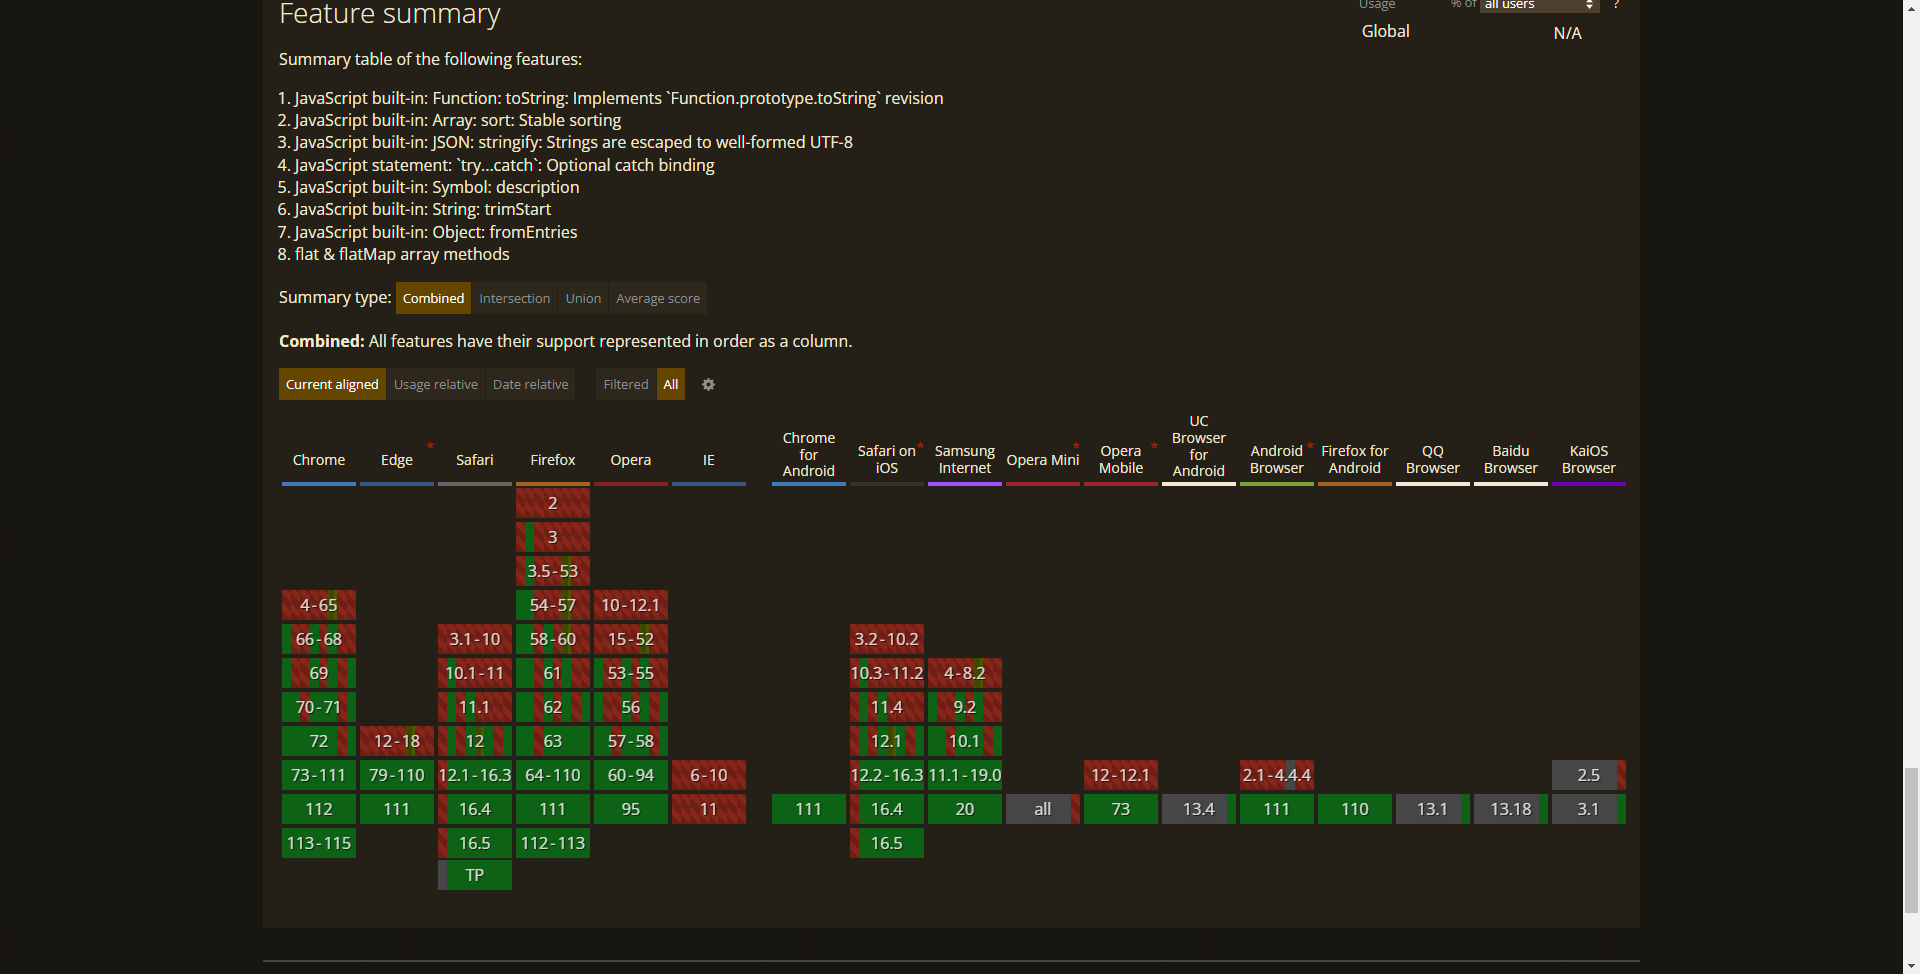 Feature summary
Usage % of all users ?
Global N/A
Summary table of the following features:
1. JavaScript built-in: Function: toString: Implements `Function.prototype.toString` revision
2. JavaScript built-in: Array: sort: Stable sorting
3. JavaScript built-in: JSON: stringify: Strings are escaped to well-formed UTF-8
4. JavaScript statement: `try...catch`: Optional catch binding
5. JavaScript built-in: Symbol: description
6. JavaScript built-in: String: trimStart
7. JavaScript built-in: Object: fromEntries
8. flat & flatMap array methods
Summary type: Combined Intersection Union Average score
Combined: All features have their support represented in order as a column.
Current aligned Usage relative Date relative Filtered All
Chrome Edge * Safari Firefox Opera IE Chrome for Android Safari on iOS * Samsung Internet Opera Mini * Opera Mobile * UC Browser for Android Android Browser * Firefox for Android QQ Browser Baidu Browser KaiOS Browser
2
3
3.5-53
4-65 54-57 10-12.1
66-68 3.1-10 58-60 15-52 3.2-10.2
69 10.1-11 61 53-55 10.3-11.2 4-8.2
70-71 11.1 62 56 11.4 9.2
72 12-18 12 63 57-58 12.1 10.1
73-111 79-110 12.1-16.3 64-110 60-94 6-10 12.2-16.3 11.1-19.0 12-12.1 2.1-4.4.4 2.5
112 111 16.4 111 95 11 111 16.4 20 all 73 13.4 111 110 13.1 13.18 3.1
113-115 16.5 112-113 16.5
TP